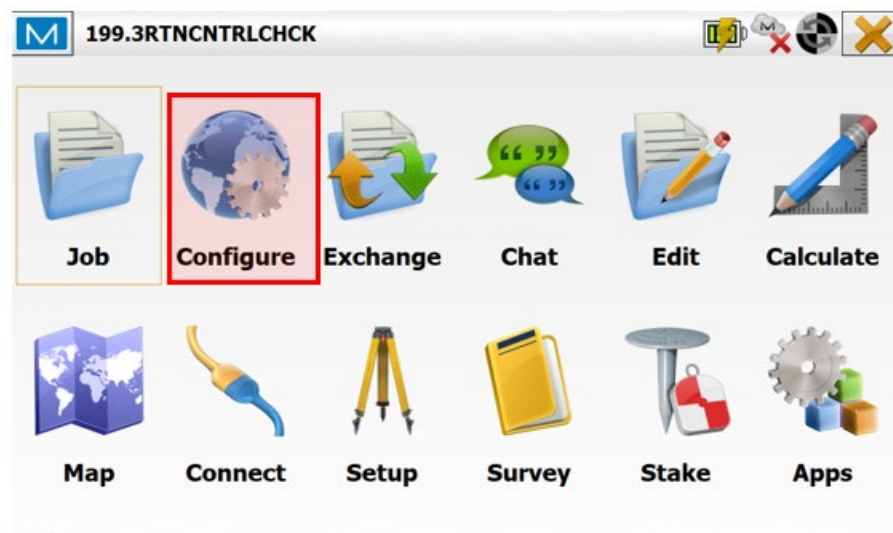 199.3RTNCNTRLCHCK
Job Configure Exchange Chat Edit Calculate
Map Connect Setup Survey Stake Apps